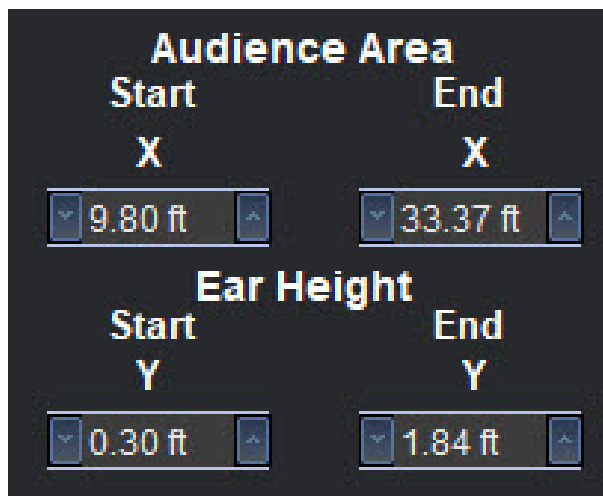 Audience Area
Start End
X X
9.80 ft 33.37 ft
Ear Height
Start End
Y Y
0.30 ft 1.84 ft